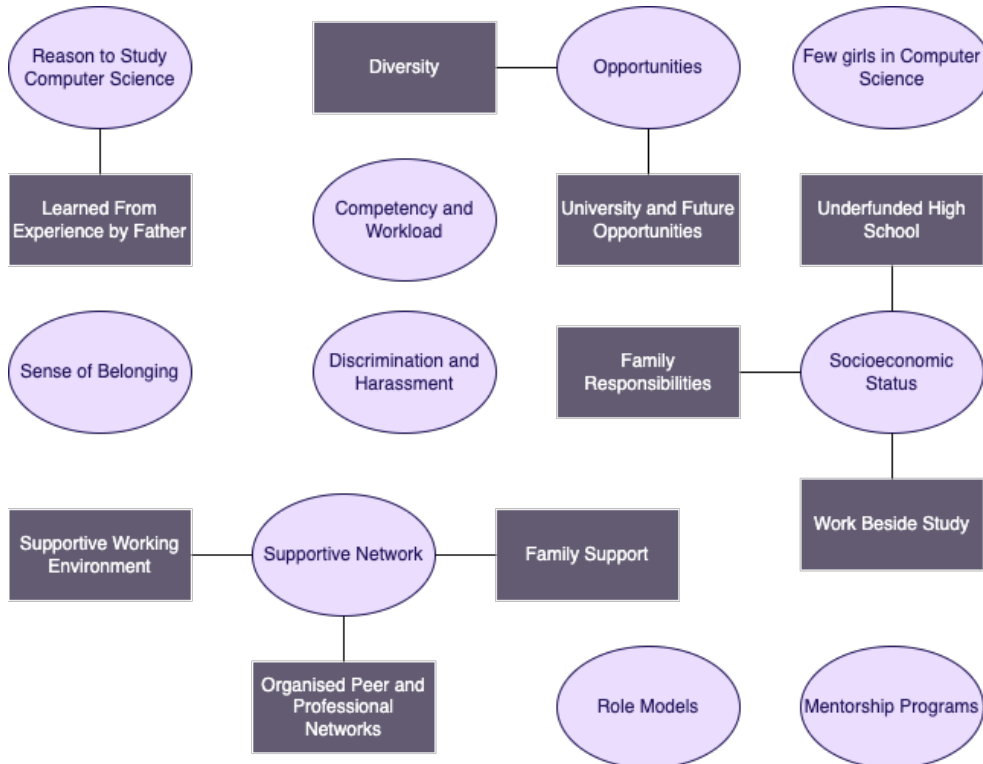 Reason to Study
Computer Science
Diversity
Opportunities
Few girls in Computer
Science
Learned From
Experience by Father
Competency and
Workload
University and Future
Opportunities
Underfunded High
School
Sense of Belonging
Discrimination and
Harassment
Family
Responsibilities
Socioeconomic
Status
Supportive Working
Environment
Supportive Network
Family Support
Work Beside Study
Organised Peer and
Professional
Networks
Role Models
Mentorship Programs